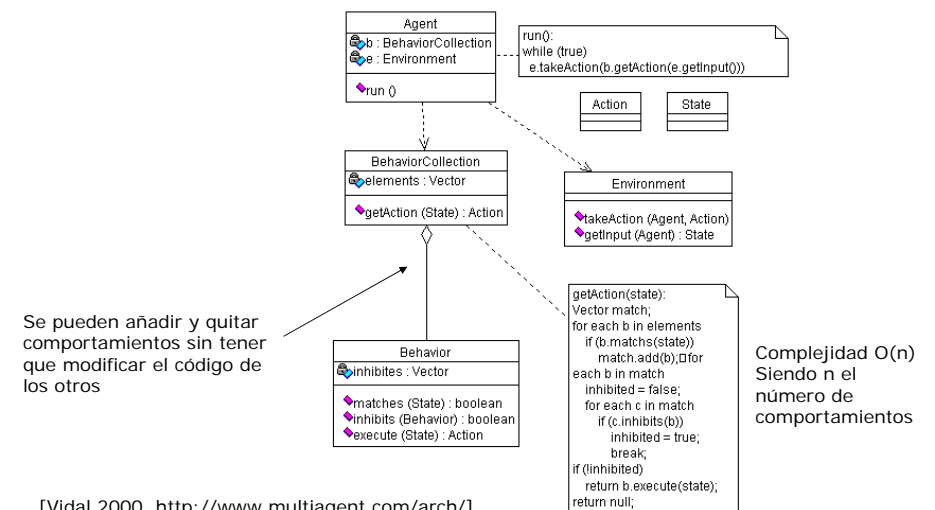 Agent
b : BehaviorCollection
e : Environment
run ()
run():
while (true)
e.takeAction(b.getAction(e.getInput()))
Action
State
BehaviorCollection
elements : Vector
getAction (State) : Action
Environment
takeAction (Agent, Action)
getInput (Agent) : State
Se pueden añadir y quitar
comportamientos sin tener
que modificar el código de
los otros
Behavior
inhibites : Vector
matches (State) : boolean
inhibits (Behavior) : boolean
execute (State) : Action
getAction(state):
Vector match;
for each b in elements
if (b.matchs(state))
match.add(b);□for
each b in match
inhibited = false;
for each c in match
if (c.inhibits(b))
inhibited = true;
break;
if (!inhibited)
return b.execute(state);
return null;
Complejidad O(n)
Siendo n el
número de
comportamientos
[Vidal 2000, http://www.multiagent.com/arch/]